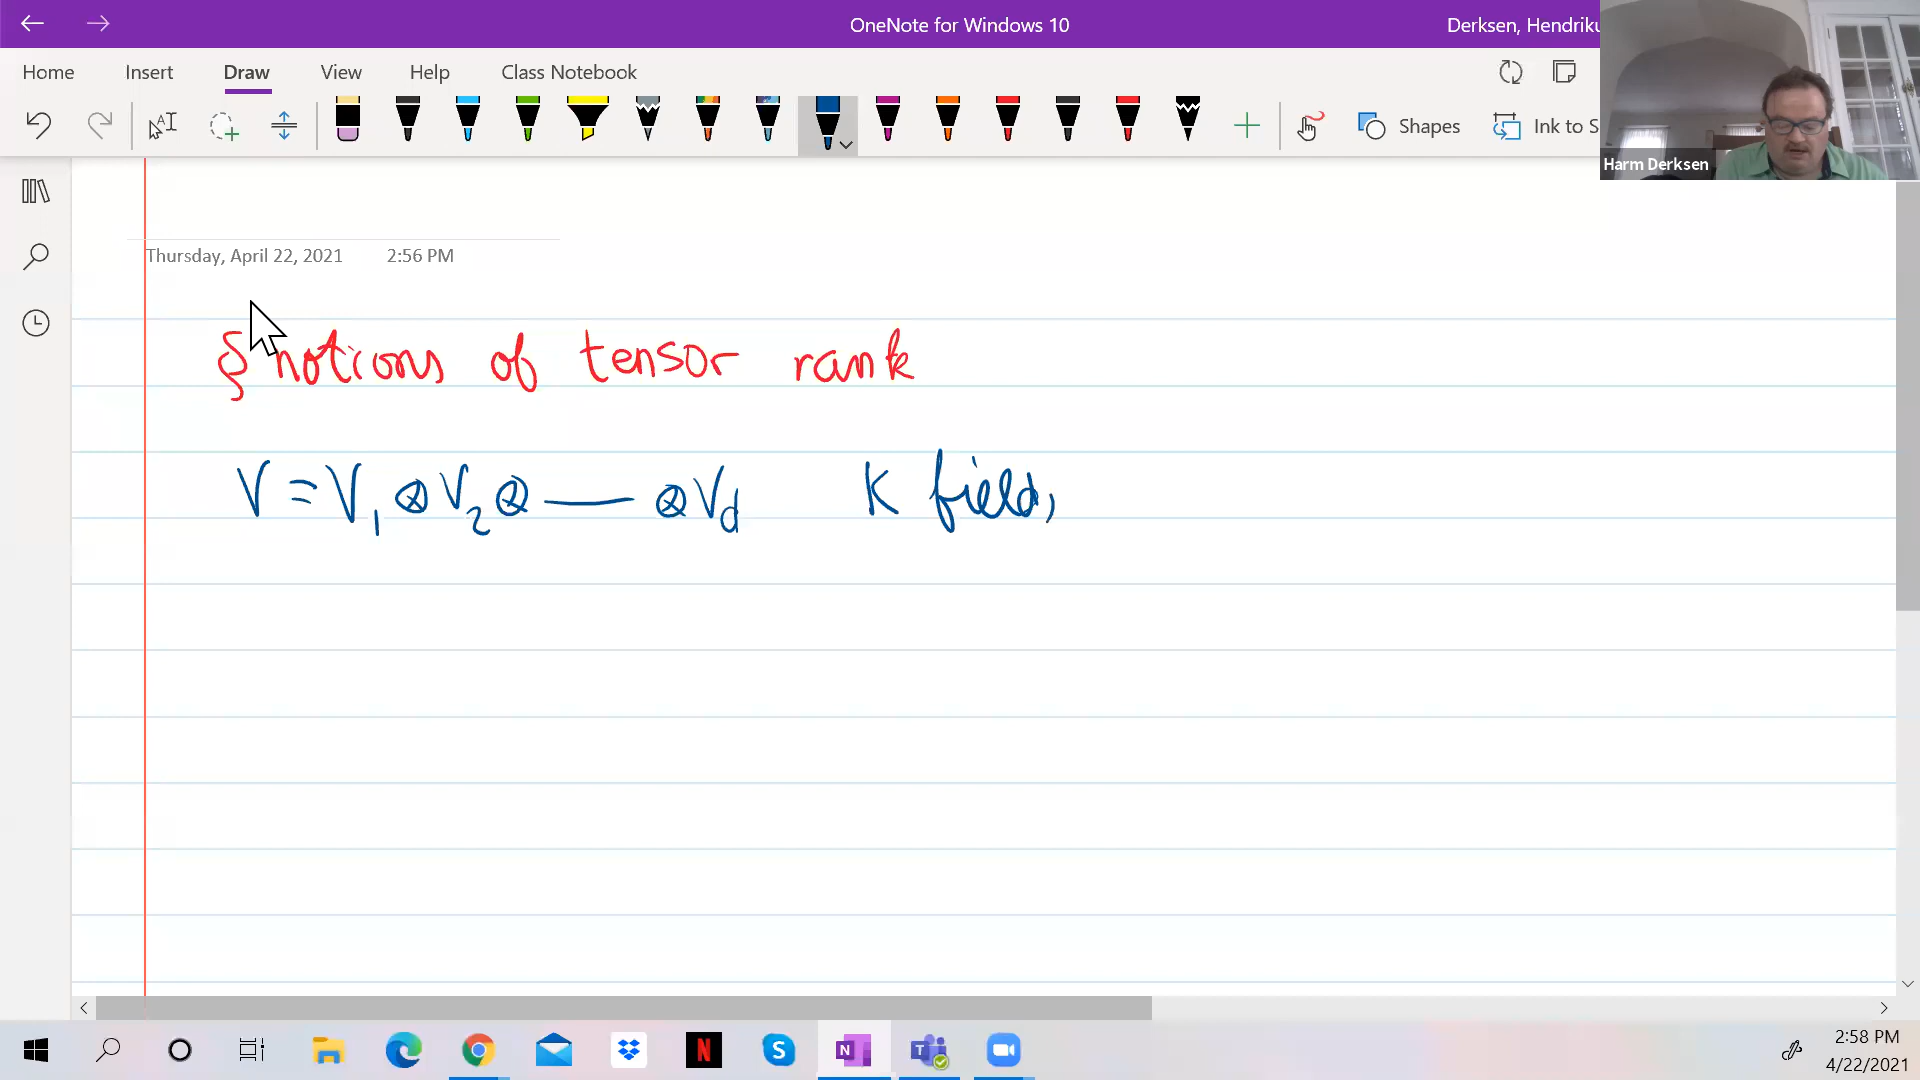 OneNote for Windows 10
Derksen, Hendriku
Home Insert Draw View Help Class Notebook
Shapes
Ink to S
Harm Derksen
Thursday, April 22, 2021 2:56 PM
§ notions of tensor rank
V = V₁ ⊗ V₂ ⊗ — ⊗ V_d K field,
2:58 PM
4/22/2021